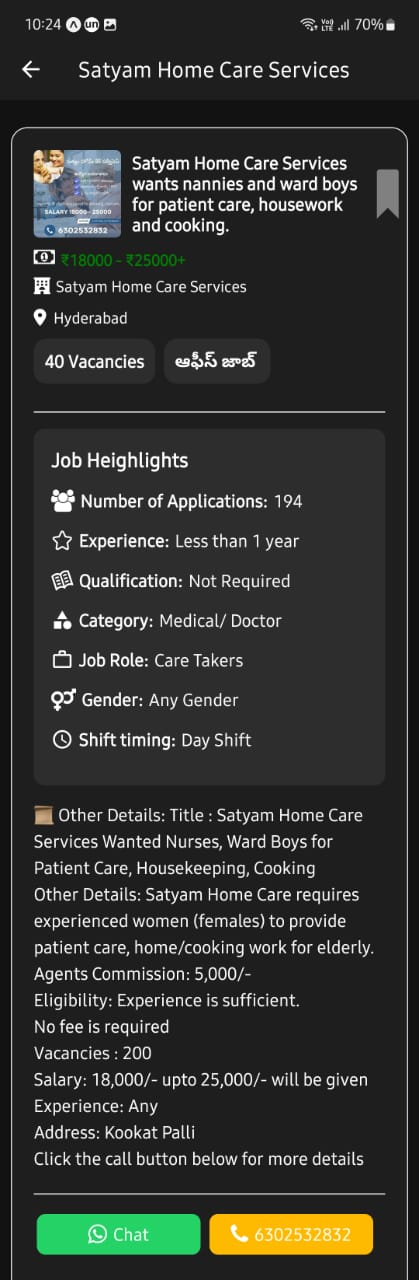 10:24
Vo))
LTE
70%
Satyam Home Care Services
SALARY 18000 - 25000
6302532832
Satyam Home Care Services
wants nannies and ward boys
for patient care, housework
and cooking.
₹18000 - ₹25000+
Satyam Home Care Services
Hyderabad
40 Vacancies
ఆఫీస్ జాబ్
Job Heighlights
Number of Applications: 194
Experience: Less than 1 year
Qualification: Not Required
Category: Medical/ Doctor
Job Role: Care Takers
Gender: Any Gender
Shift timing: Day Shift
Other Details: Title : Satyam Home Care
Services Wanted Nurses, Ward Boys for
Patient Care, Housekeeping, Cooking
Other Details: Satyam Home Care requires
experienced women (females) to provide
patient care, home/cooking work for elderly.
Agents Commission: 5,000/-
Eligibility: Experience is sufficient.
No fee is required
Vacancies : 200
Salary: 18,000/- upto 25,000/- will be given
Experience: Any
Address: Kookat Palli
Click the call button below for more details
Chat
6302532832